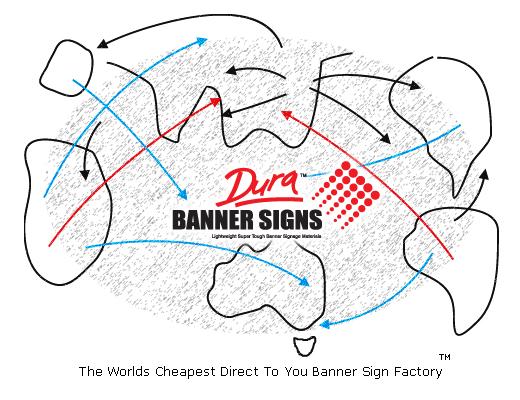 Dura™
BANNER SIGNS
Lightweight Super Tough Banner Signage Materials
TM
The Worlds Cheapest Direct To You Banner Sign Factory